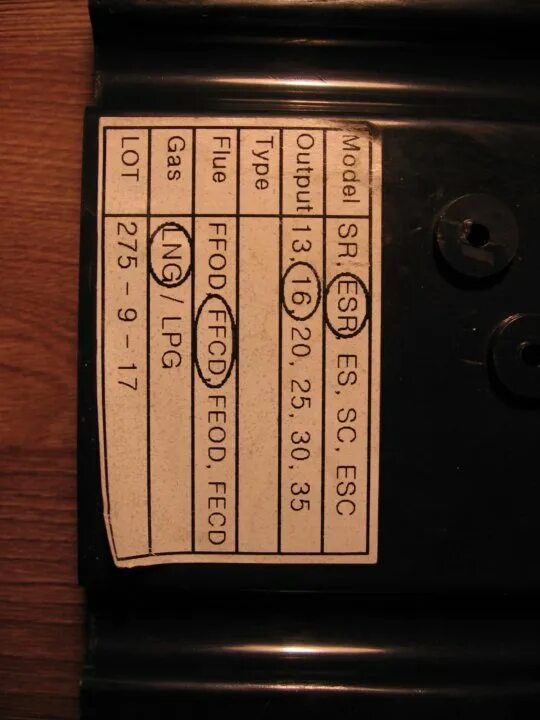 Model SR, ESR, ES, SC, ESC
Output 13, 16, 20, 25, 30, 35
Type
Flue FFOD, FFCD, FEOD, FECD
Gas LNG / LPG
LOT 275 - 9 - 17